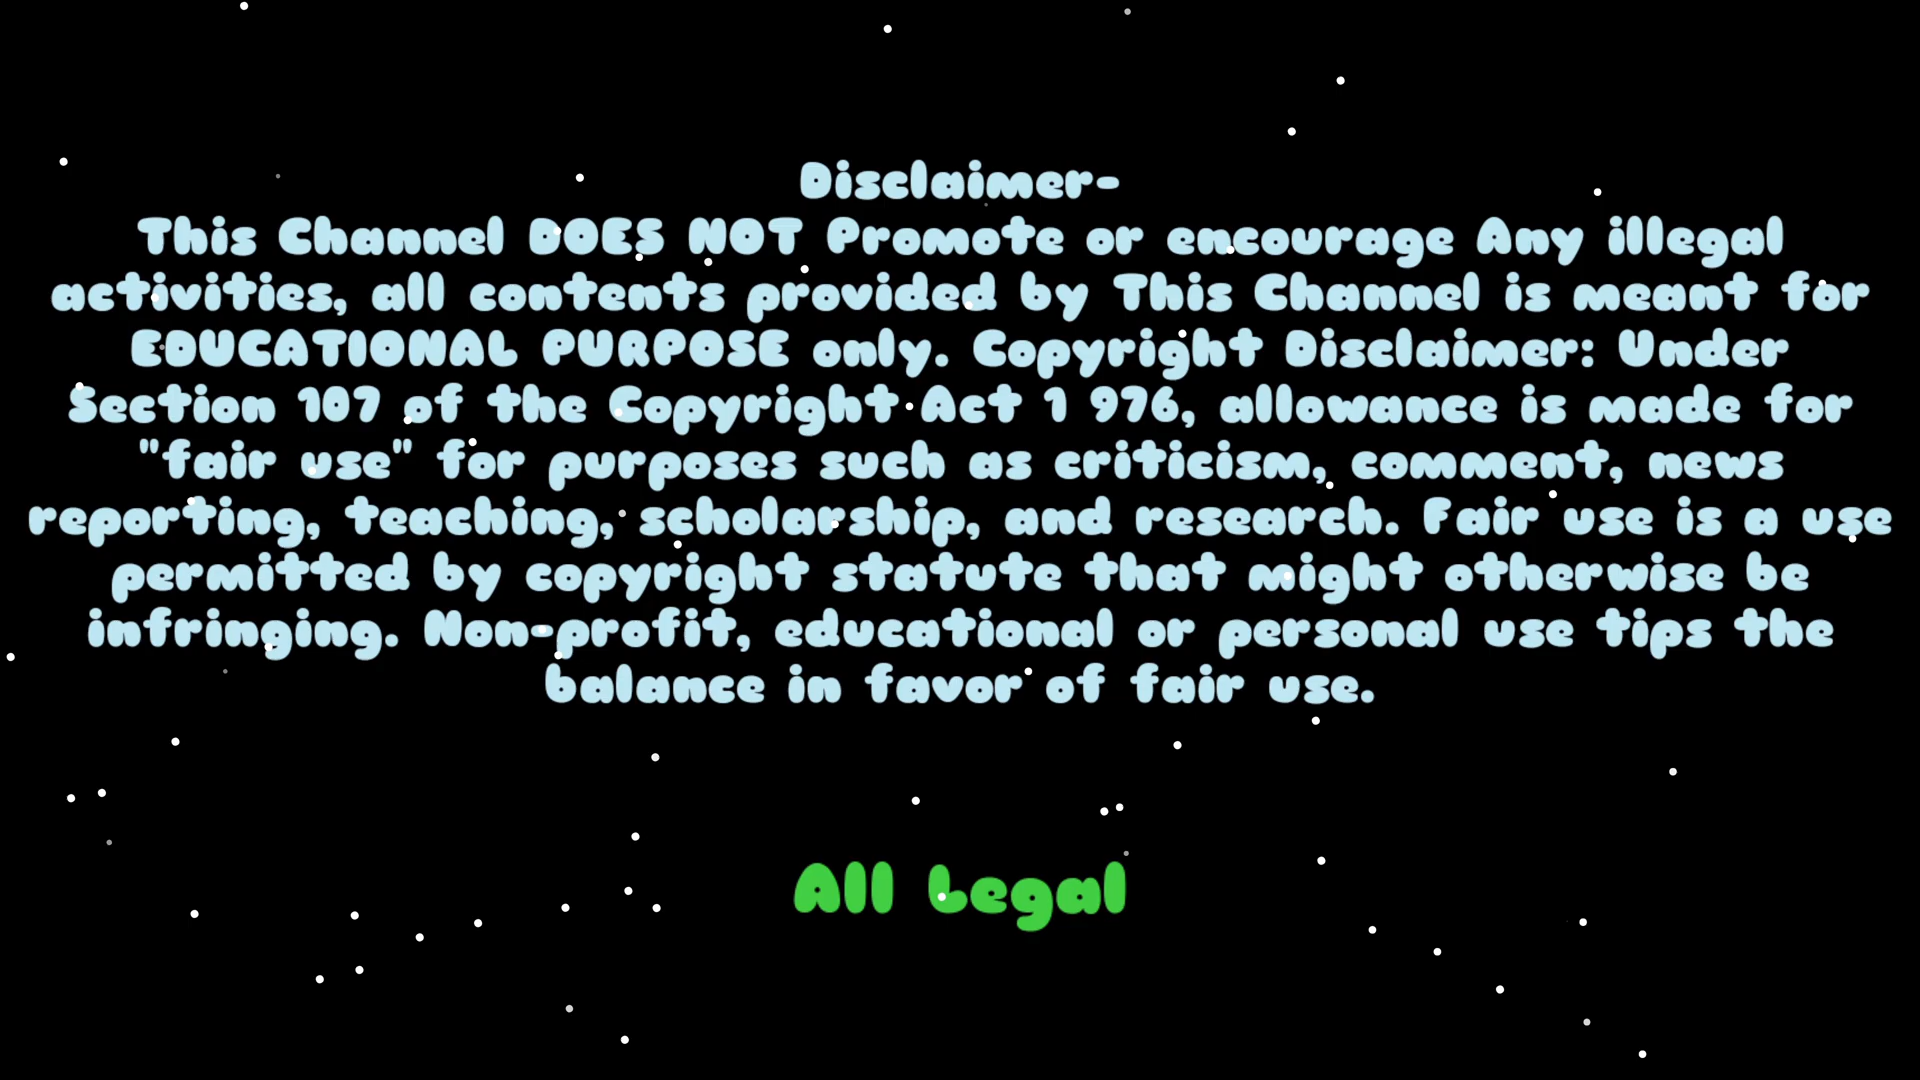 Disclaimer-
This Channel DOES NOT Promote or encourage Any illegal
activities, all contents provided by This Channel is meant for
EDUCATIONAL PURPOSE only. Copyright Disclaimer: Under
Section 107 of the Copyright Act 1 976, allowance is made for
"fair use" for purposes such as criticism, comment, news
reporting, teaching, scholarship, and research. Fair use is a use
permitted by copyright statute that might otherwise be
infringing. Non-profit, educational or personal use tips the
balance in favor of fair use.
All Legal